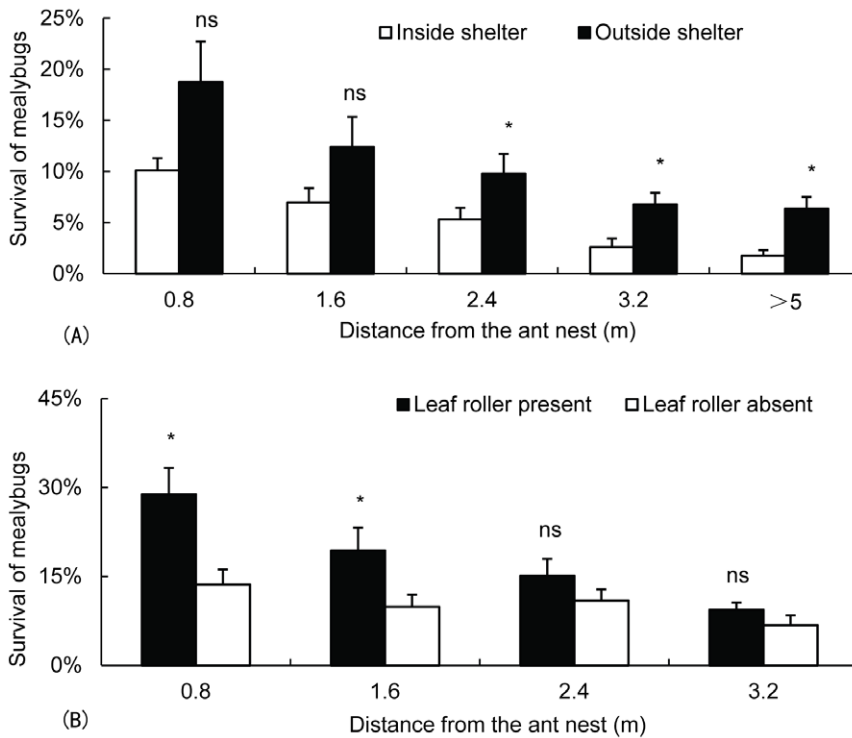 25%
ns
Inside shelter Outside shelter
20%
ns
15%
*
10%
*
*
5%
0%
Survival of mealybugs
0.8 1.6 2.4 3.2 >5
Distance from the ant nest (m)
(A)
45%
Leaf roller present Leaf roller absent
*
30%
*
ns
15%
ns
0%
Survival of mealybugs
0.8 1.6 2.4 3.2
Distance from the ant nest (m)
(B)